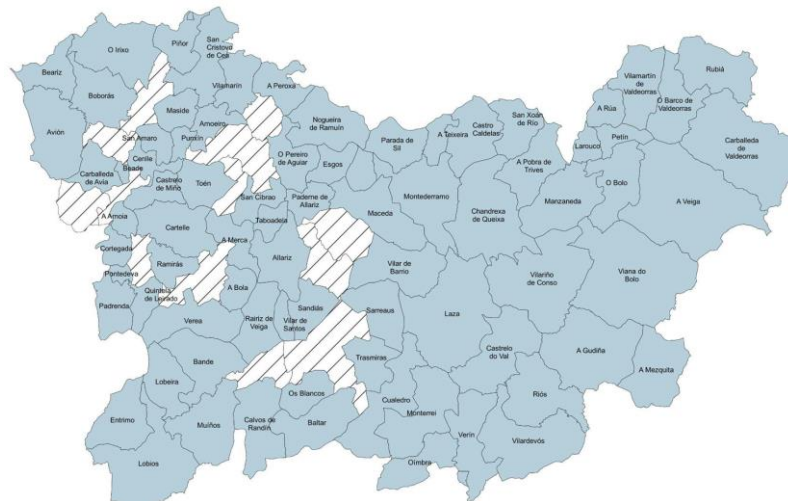 Piñor
San
Cristovo
de Cea
O Irixo
Beariz
Vilamarín
A Peroxa
Boborás
Maside
Amoeiro
Avión
San Amaro
Punxín
Cenlle
Beade
Carballeda
de Avia
Castrelo
de Miño
Toén
A Arnoia
Nogueira
de Ramuín
O Pereiro
de Aguiar
Esgos
Parada de
Sil
A Teixeira
Castro
Caldelas
San Xoán
de Río
Rubiá
Vilamartín
de Valdeorras
O Barco de
Valdeorras
A Rúa
Petín
Larouco
Carballeda de
Valdeorras
A Pobra de
Trives
O Bolo
A Veiga
Manzaneda
San Cibrao
Paderne de
Allariz
Taboadela
Maceda
Montederramo
Chandrexa
de Queixa
Cartelle
A Merca
Allariz
Cortegada
Pontedeva
Ramirás
Vilar de
Barrio
Vilariño
de Conso
Viana do
Bolo
Quintela
de Leirado
A Bola
Padrenda
Verea
Rairiz de
Veiga
Vilar de
Santos
Sandiás
Sarreaus
Laza
Trasmiras
Castrelo
do Val
A Gudiña
A Mezquita
Bande
Lobeira
Os Blancos
Cualedro
Riós
Entrimo
Muíños
Calvos de
Randín
Baltar
Monterrei
Verín
Vilardevós
Lobios
Oímbra